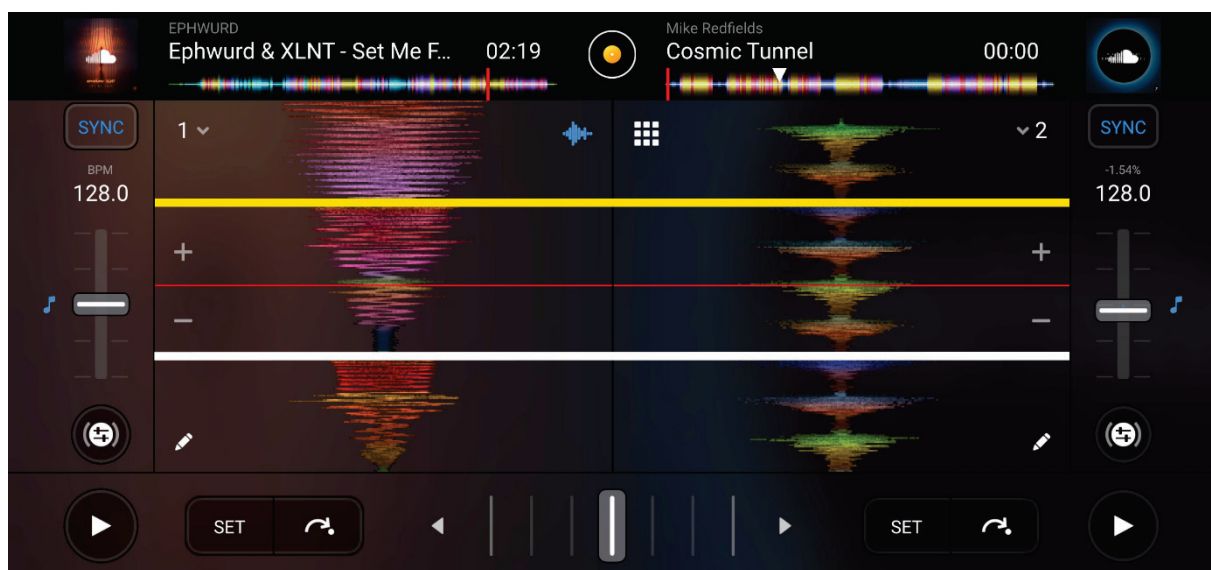 EPHWURD
Ephwurd & XLNT - Set Me F... 02:19
Mike Redfields
Cosmic Tunnel 00:00
SYNC
BPM
128.0
1
2
SYNC
-1.54%
128.0
SET
SET